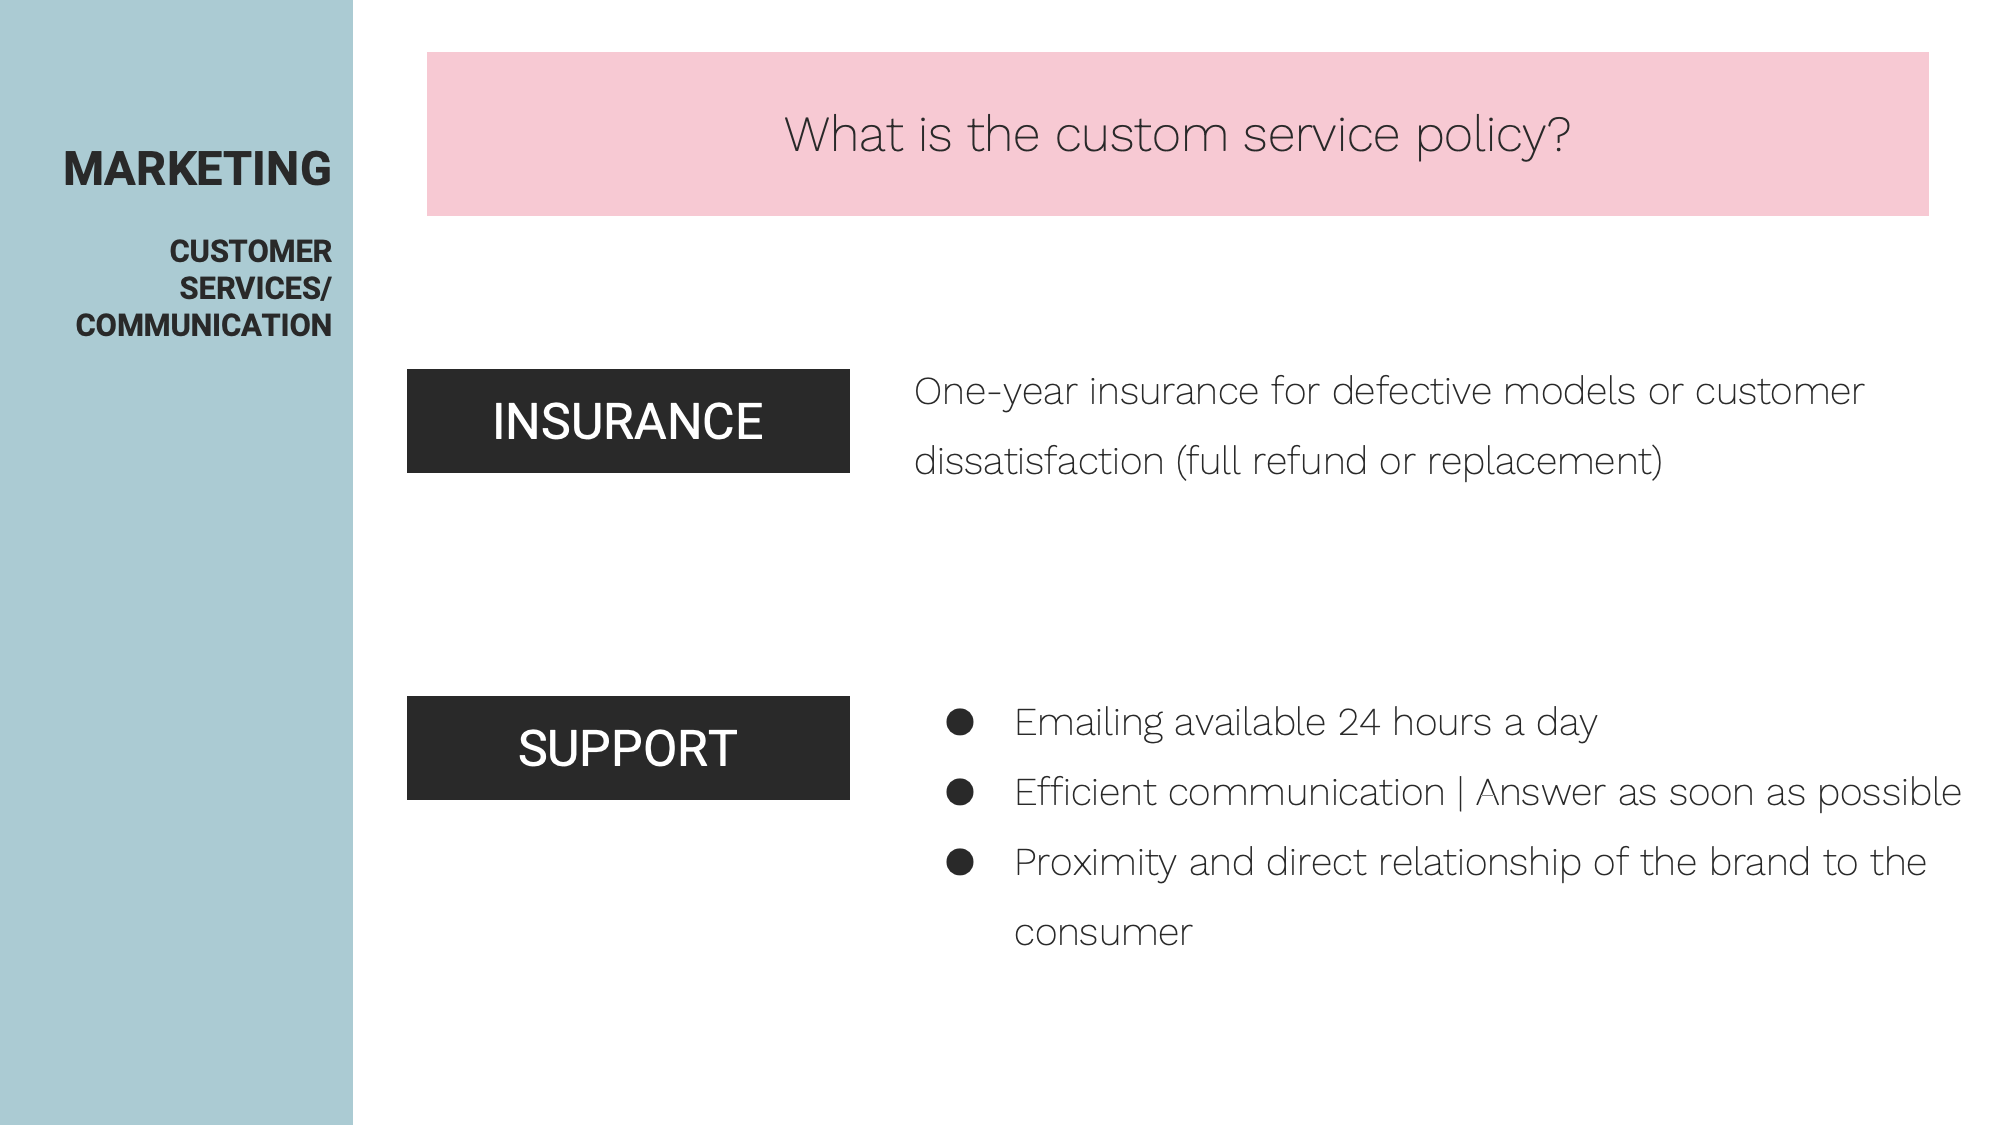 MARKETING
CUSTOMER
SERVICES/
COMMUNICATION
What is the custom service policy?
INSURANCE
One-year insurance for defective models or customer
dissatisfaction (full refund or replacement)
SUPPORT
● Emailing available 24 hours a day
● Efficient communication | Answer as soon as possible
● Proximity and direct relationship of the brand to the
consumer